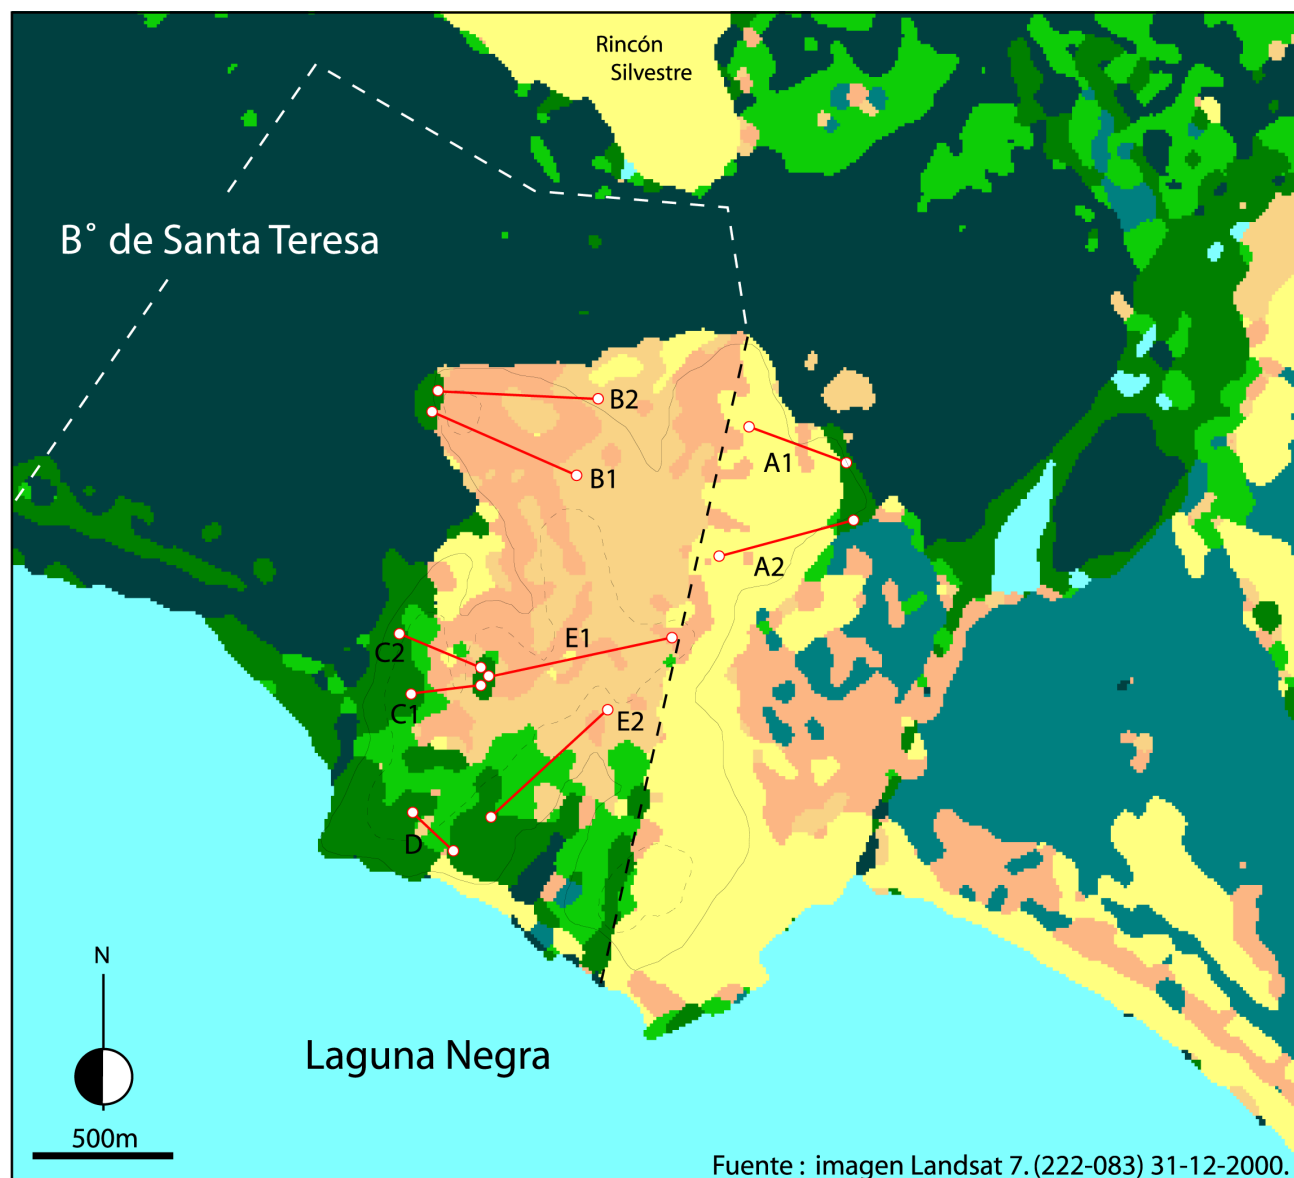 Rincón
Silvestre
B° de Santa Teresa
B2
B1
A1
A2
E1
C2
C1
E2
D
N
Laguna Negra
500m
Fuente : imagen Landsat 7. (222-083) 31-12-2000.